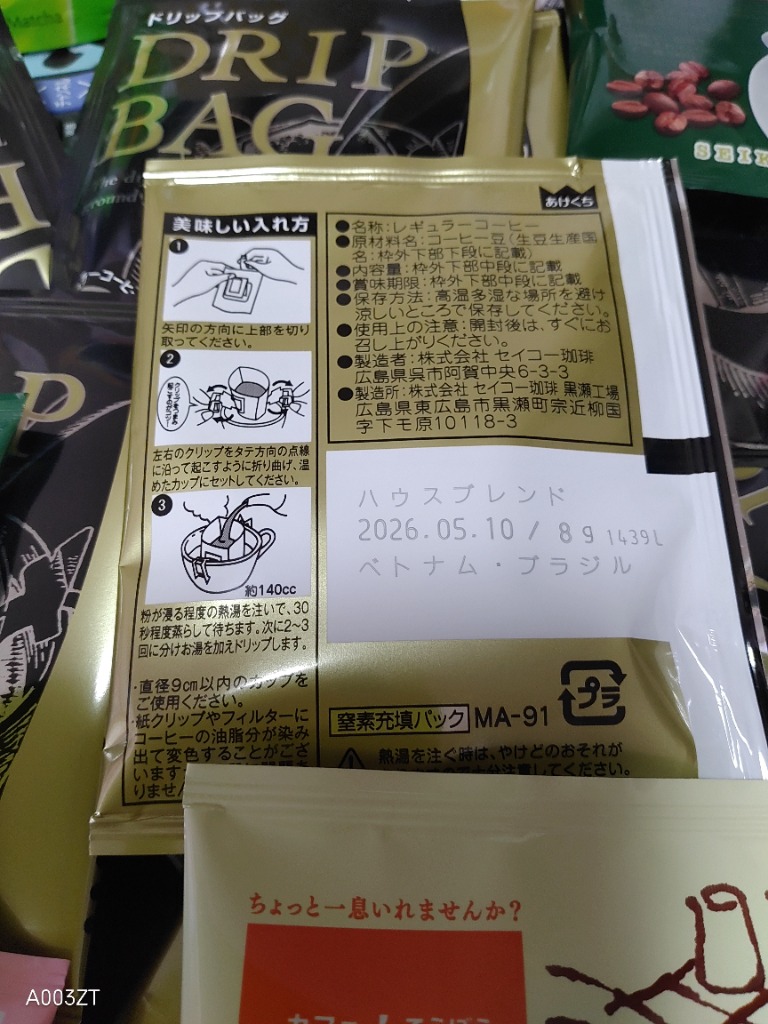 Matcha
ドリップバッグ
DRIP
BAG
SEIK
P
あけくち
美味しい入れ方
1
矢印の方向に上部を切り
取ってください。
2
左右のクリップをタテ方向の点線
に沿って起こすように折り曲げ、温
めたカップにセットしてください。
3
約140cc
粉が浸る程度の熱湯を注いで、30
秒程度蒸らして待ちます。次に2〜3
回に分けお湯を加えドリップします。
・直径9cm以内のカップを
ご使用ください。
・紙クリップやフィルターに
コーヒーの油脂分が染み
出て変色することがござ
います
りませ
●名称:レギュラーコーヒー
●原材料名:コーヒー豆(生豆生産国
名:枠外下部下段に記載)
●内容量:枠外下部中段に記載
●賞味期限:枠外下部中段に記載
●保存方法:高温多湿な場所を避け
涼しいところで保存してください。
●使用上の注意:開封後は、すぐにお
召し上がりください。
●製造者:株式会社 セイコー珈琲
広島県呉市阿賀中央6-3-3
●製造所:株式会社 セイコー珈琲 黒瀬工場
広島県東広島市黒瀬町宗近柳国
字下モ原10118-3
ハウスブレンド
2026.05.10 / 8g 1439L
ベトナム・ブラジル
窒素充填パック MA-91
プラ
熱湯を注ぐ時は、やけどのおそれが
注意してください。
ちょっと一息いれませんか?
A003ZT